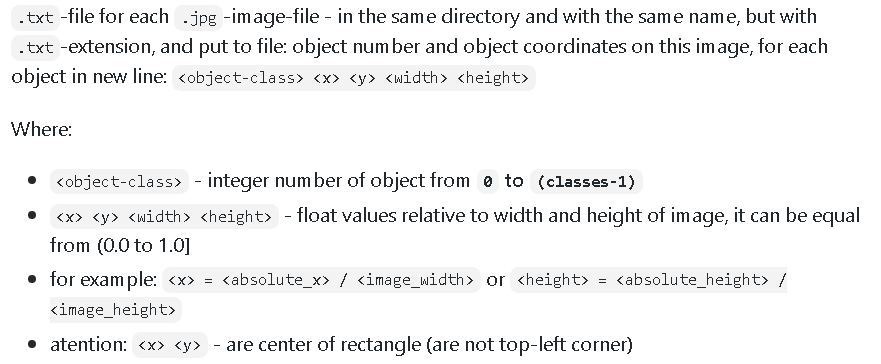 .txt -file for each .jpg -image-file - in the same directory and with the same name, but with
.txt -extension, and put to file: object number and object coordinates on this image, for each
object in new line: <object-class> <x> <y> <width> <height>
Where:
• <object-class> - integer number of object from 0 to (classes-1)
• <x> <y> <width> <height> - float values relative to width and height of image, it can be equal
from (0.0 to 1.0]
• for example: <x> = <absolute_x> / <image_width> or <height> = <absolute_height> /
<image_height>
• atention: <x> <y> - are center of rectangle (are not top-left corner)